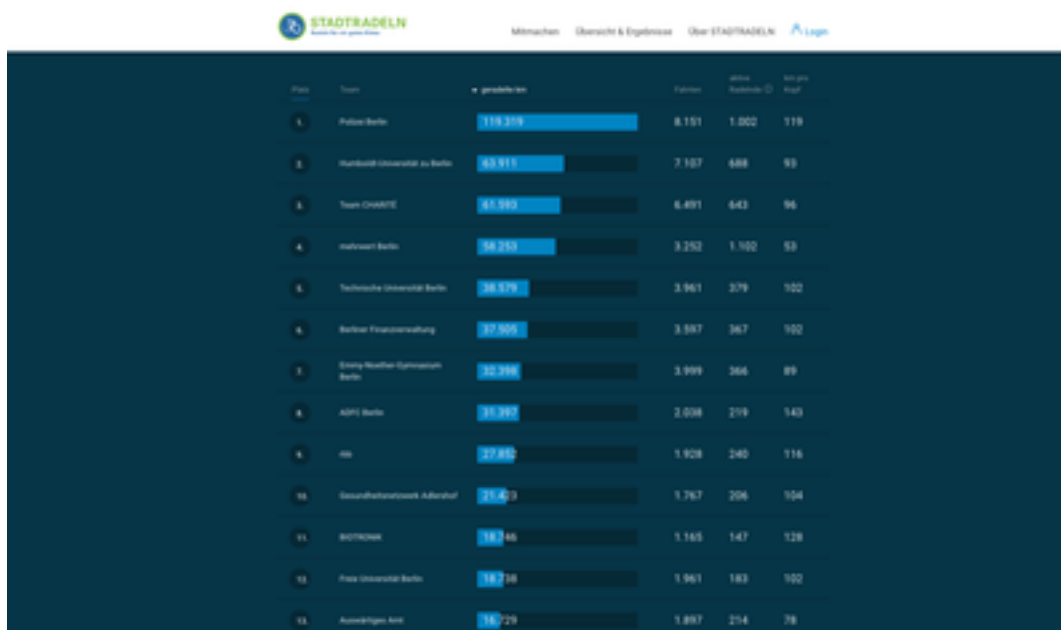 STADTRADELN
Radeln für ein gutes Klima
Mitmachen Übersicht & Ergebnisse Über STADTRADELN Login
Platz Team geradelte km Fahrten aktive Radelnde km pro Kopf
1. Polizei Berlin 119.319 8.151 1.002 119
2. Humboldt-Universität zu Berlin 63.911 7.107 688 93
3. Team CHARITÉ 61.593 6.491 643 96
4. mehrwert Berlin 58.253 3.252 1.102 53
5. Technische Universität Berlin 38.579 3.961 379 102
6. Berliner Finanzverwaltung 37.505 3.597 367 102
7. Emmy-Noether-Gymnasium
Berlin 32.398 3.999 366 89
8. ADFC Berlin 31.397 2.038 219 143
9. 27.852 1.928 240 116
10. Gesundheitsnetzwerk Adlershof 21.423 1.767 206 104
11. BIOTRONIK 18.746 1.165 147 128
12. Freie Universität Berlin 18.738 1.961 183 102
13. Auswärtiges Amt 16.729 1.897 214 78